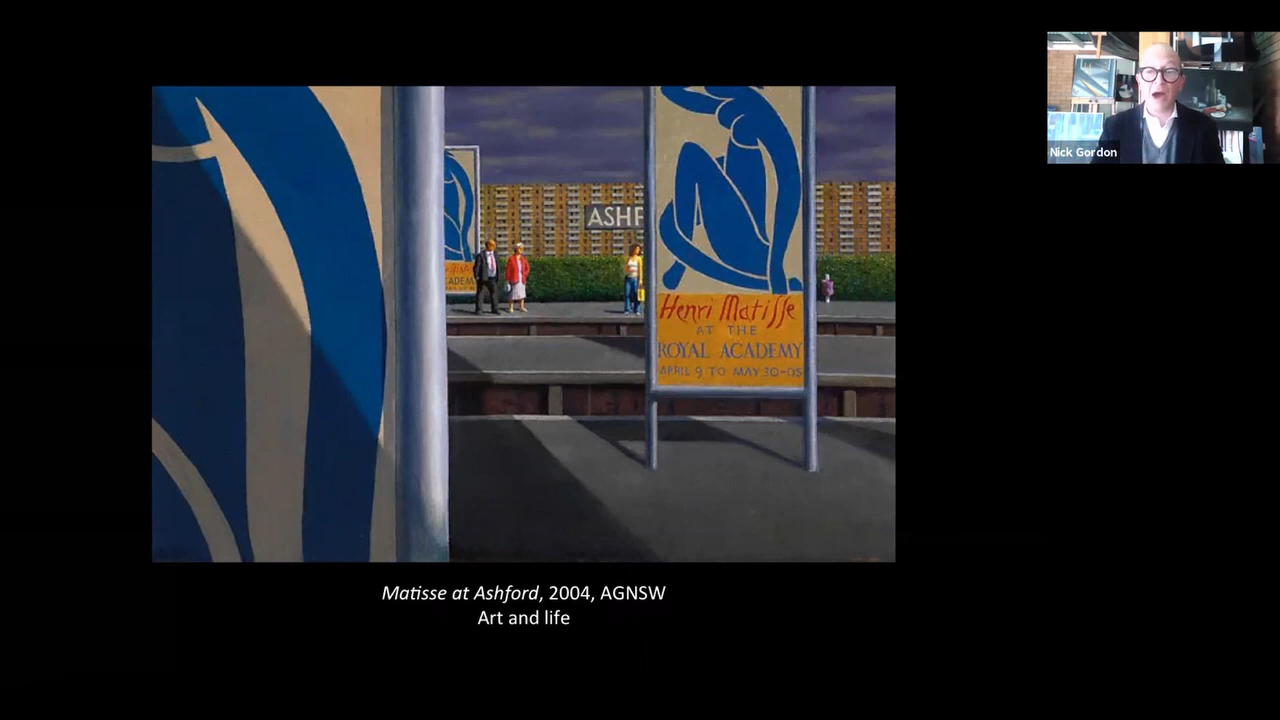 Nick Gordon
ASHF
Henri Matisse
AT THE
ROYAL ACADEMY
APRIL 9 TO MAY 30-05
Matisse at Ashford, 2004, AGNSW
Art and life